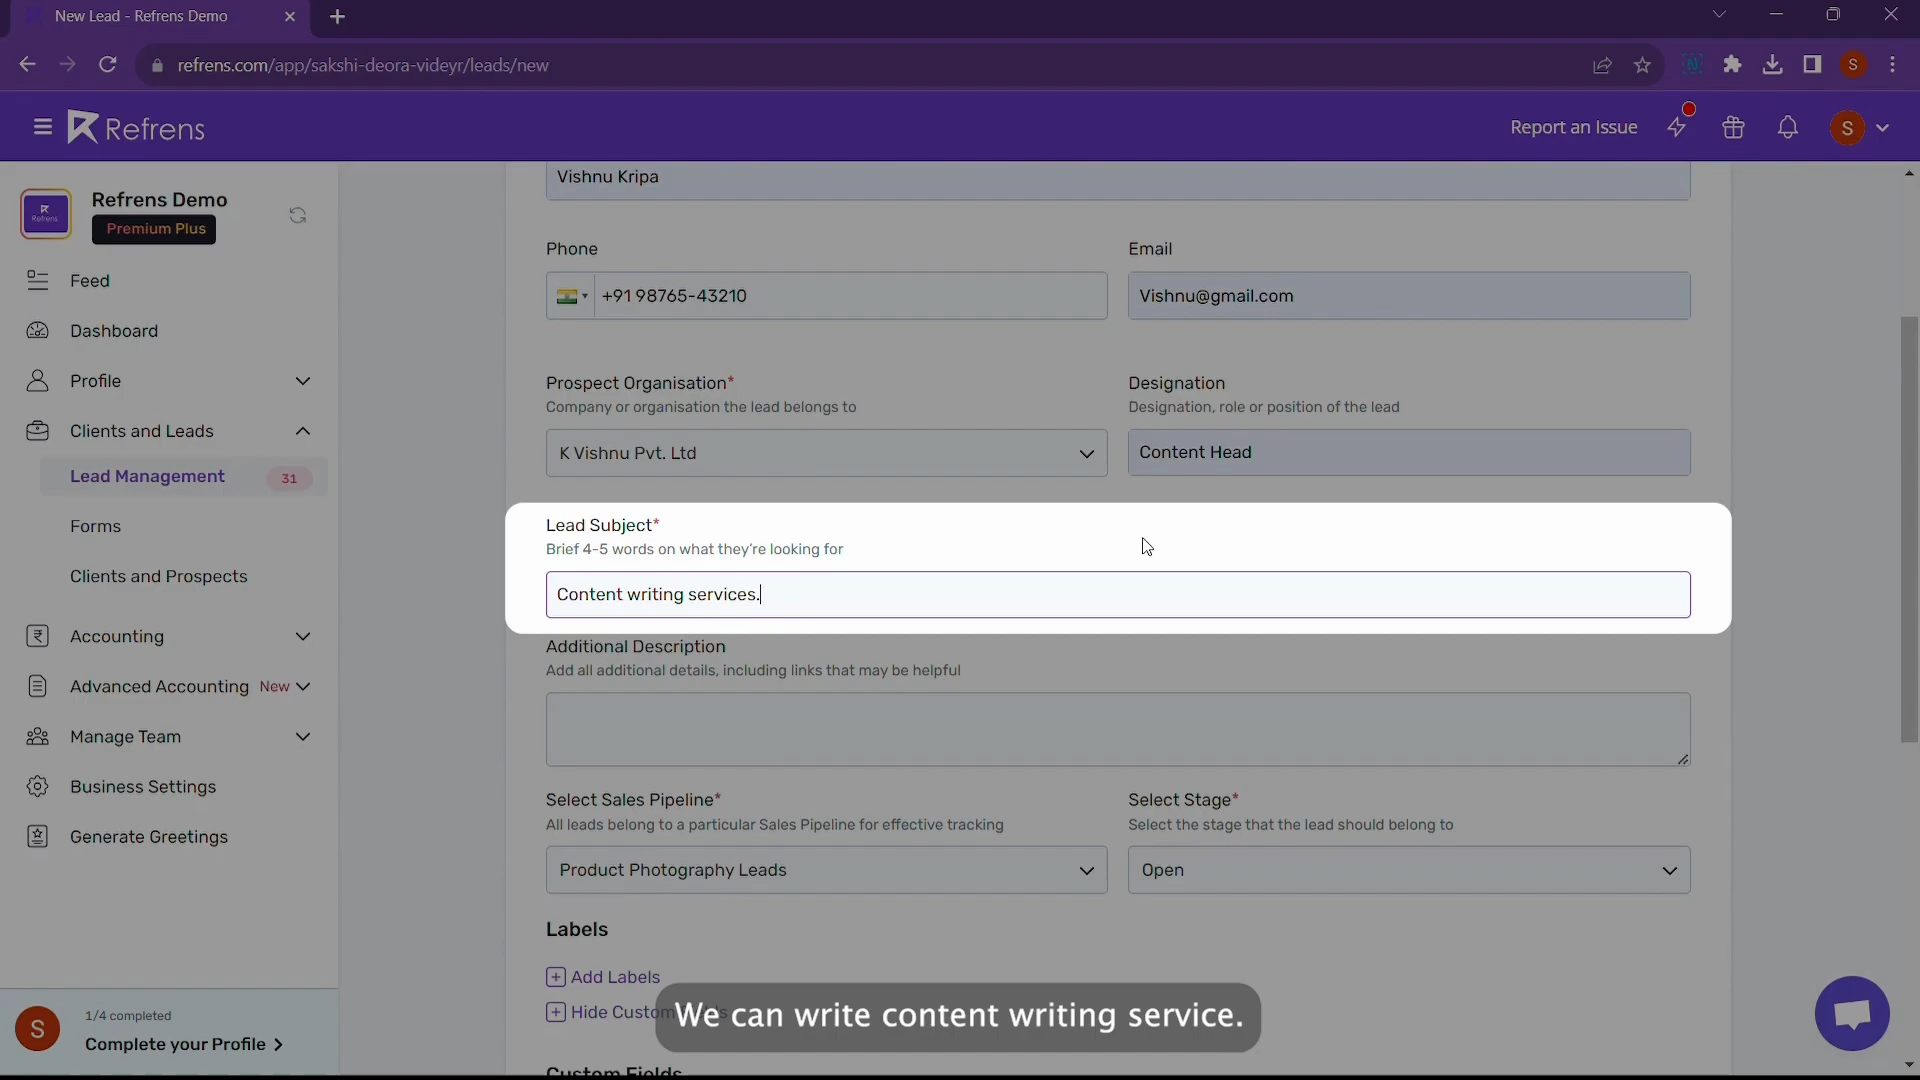 New Lead - Refrens Demo
refrens.com/app/sakshi-deora-videyr/leads/new
S
Refrens
Report an Issue
S
Refrens
Refrens Demo
Premium Plus
Feed
Dashboard
Profile
Clients and Leads
Lead Management 31
Forms
Clients and Prospects
Accounting
Advanced Accounting New
Manage Team
Business Settings
Generate Greetings
S
1/4 completed
Complete your Profile
Vishnu Kripa
Phone
+91 98765-43210
Email
Vishnu@gmail.com
Prospect Organisation*
Company or organisation the lead belongs to
K Vishnu Pvt. Ltd
Designation
Designation, role or position of the lead
Content Head
Lead Subject*
Brief 4-5 words on what they're looking for
Content writing services.
Additional Description
Add all additional details, including links that may be helpful
Select Sales Pipeline*
All leads belong to a particular Sales Pipeline for effective tracking
Product Photography Leads
Select Stage*
Select the stage that the lead should belong to
Open
Labels
Add Labels
Hide Custom
We can write content writing service.
Custom Fields